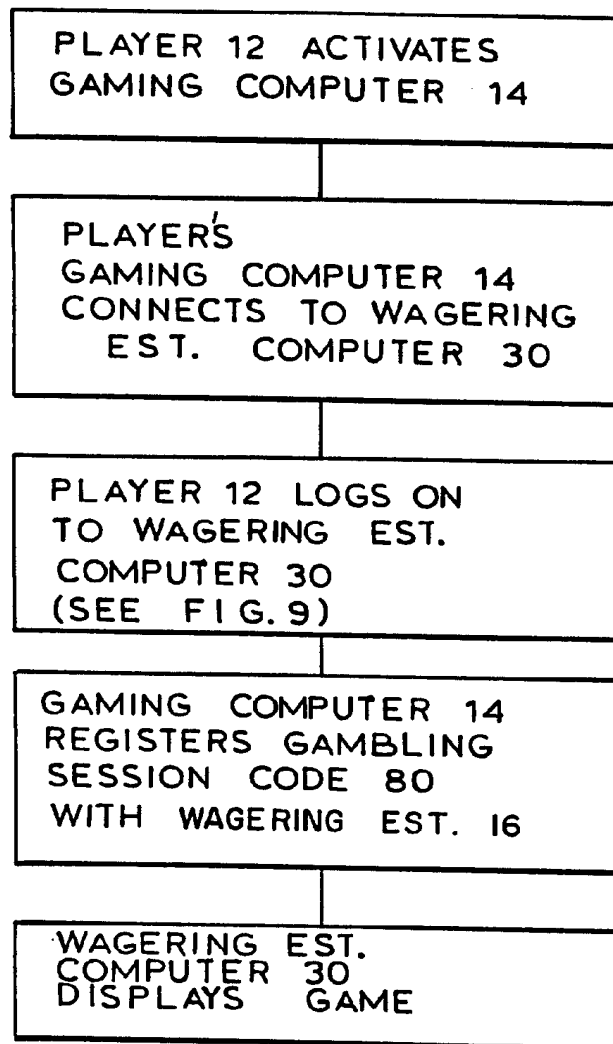 PLAYER 12 ACTIVATES
GAMING COMPUTER 14
PLAYER'S
GAMING COMPUTER 14
CONNECTS TO WAGERING
EST. COMPUTER 30
PLAYER 12 LOGS ON
TO WAGERING EST.
COMPUTER 30
(SEE FIG. 9)
GAMING COMPUTER 14
REGISTERS GAMBLING
SESSION CODE 80
WITH WAGERING EST. 16
WAGERING EST.
COMPUTER 30
DISPLAYS GAME